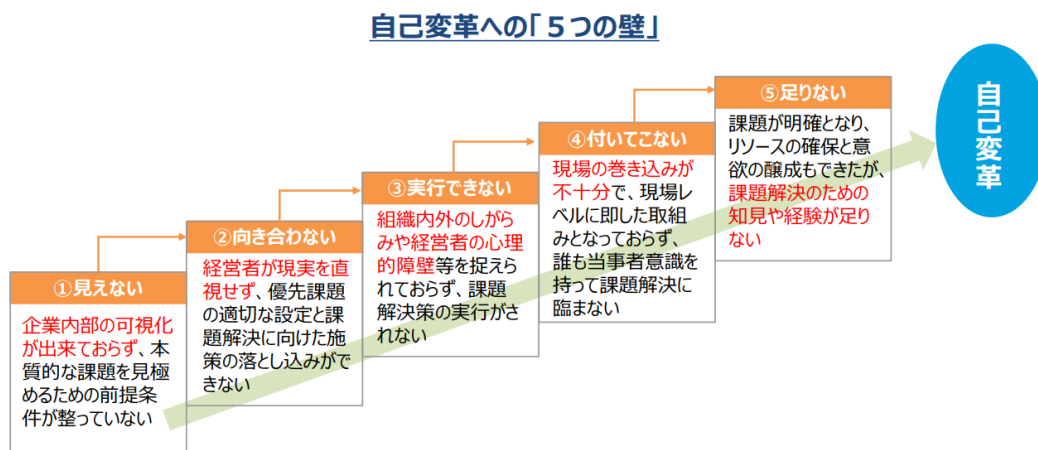 自己変革への「５つの壁」
①見えない
企業内部の可視化
が出来ておらず、本
質的な課題を見極
めるための前提条
件が整っていない
②向き合わない
経営者が現実を直
視せず、優先課題
の適切な設定と課
題解決に向けた施
策の落とし込みがで
きない
③実行できない
組織内外のしがら
みや経営者の心理
的障壁等を捉えら
れておらず、課題
解決策の実行がさ
れない
④付いてこない
現場の巻き込みが
不十分で、現場レ
ベルに即した取組
みとなっておらず、
誰も当事者意識を
持って課題解決に
臨まない
⑤足りない
課題が明確となり、
リソースの確保と意
欲の醸成もできたが、
課題解決のための
知見や経験が足り
ない
自己変革